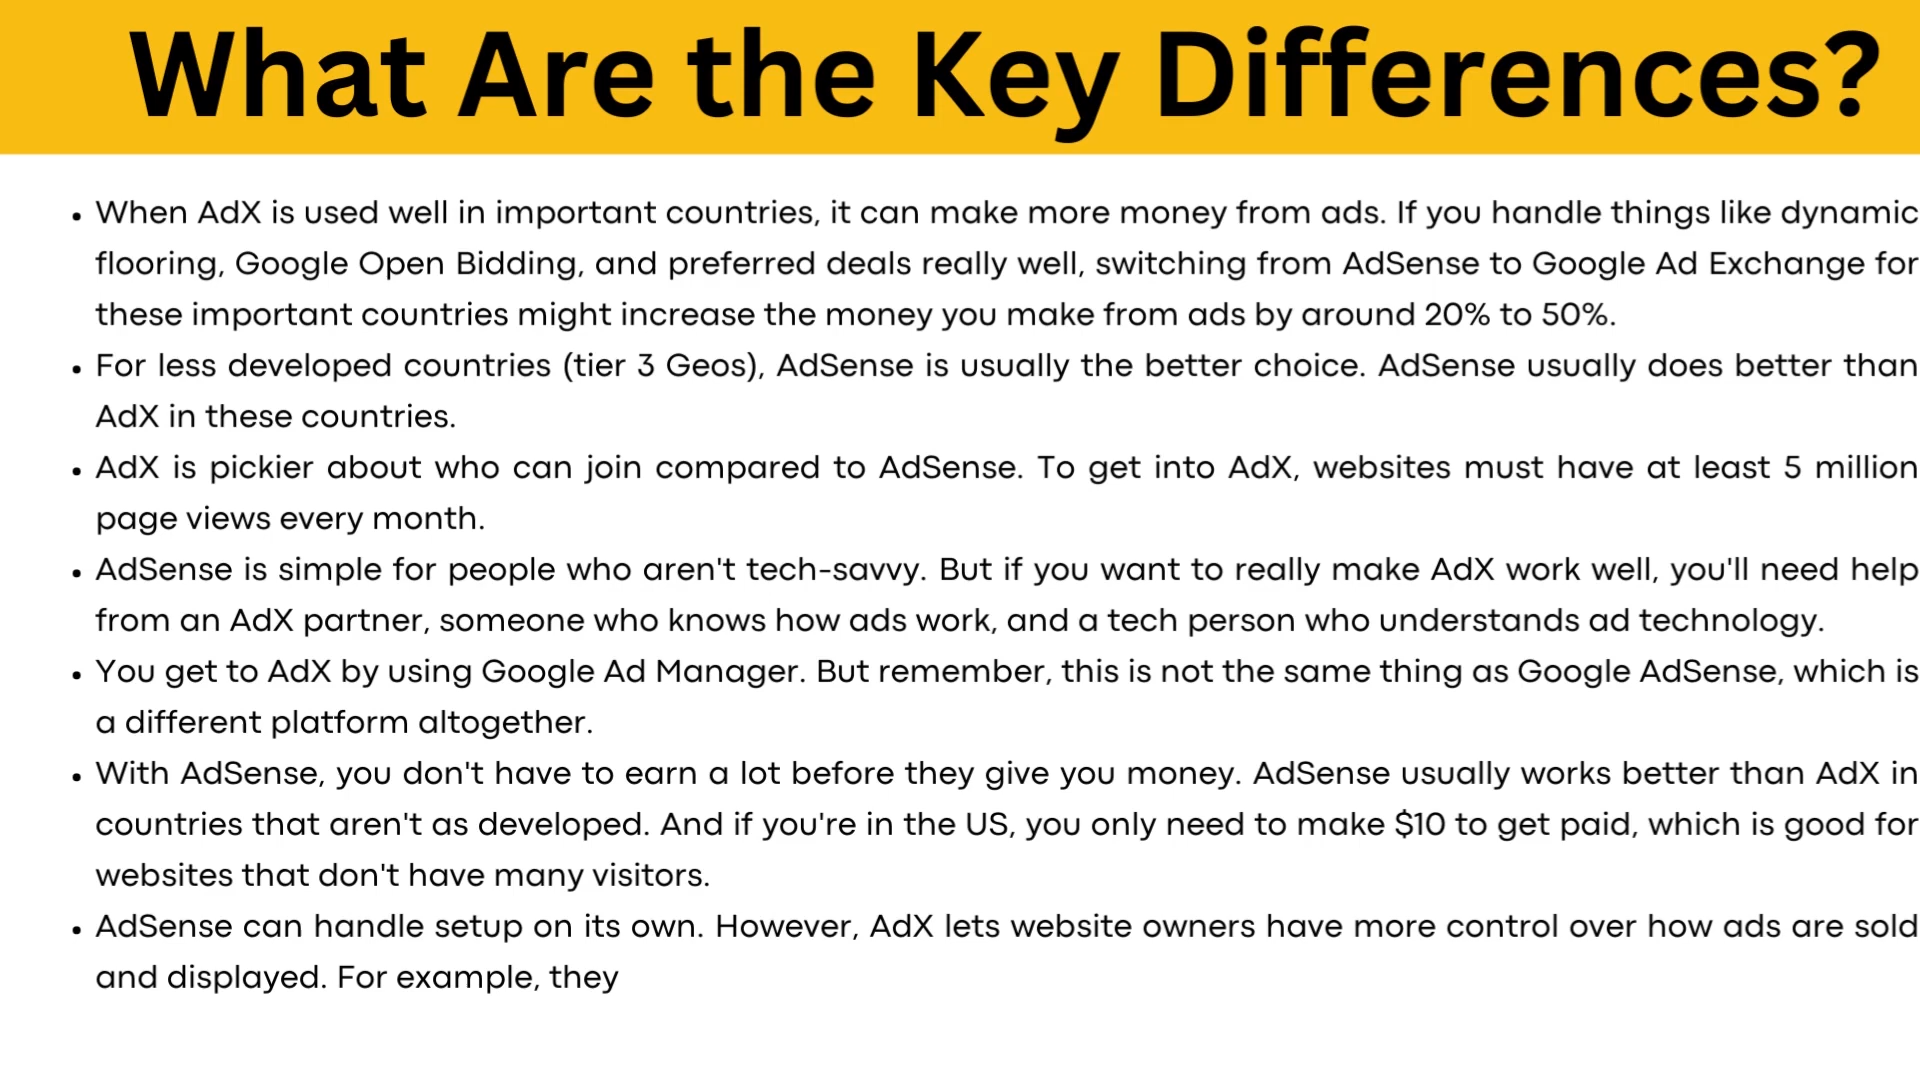 What Are the Key Differences?
• When AdX is used well in important countries, it can make more money from ads. If you handle things like dynamic
flooring, Google Open Bidding, and preferred deals really well, switching from AdSense to Google Ad Exchange for
these important countries might increase the money you make from ads by around 20% to 50%.
• For less developed countries (tier 3 Geos), AdSense is usually the better choice. AdSense usually does better than
AdX in these countries.
• AdX is pickier about who can join compared to AdSense. To get into AdX, websites must have at least 5 million
page views every month.
• AdSense is simple for people who aren't tech-savvy. But if you want to really make AdX work well, you'll need help
from an AdX partner, someone who knows how ads work, and a tech person who understands ad technology.
• You get to AdX by using Google Ad Manager. But remember, this is not the same thing as Google AdSense, which is
a different platform altogether.
• With AdSense, you don't have to earn a lot before they give you money. AdSense usually works better than AdX in
countries that aren't as developed. And if you're in the US, you only need to make $10 to get paid, which is good for
websites that don't have many visitors.
• AdSense can handle setup on its own. However, AdX lets website owners have more control over how ads are sold
and displayed. For example, they